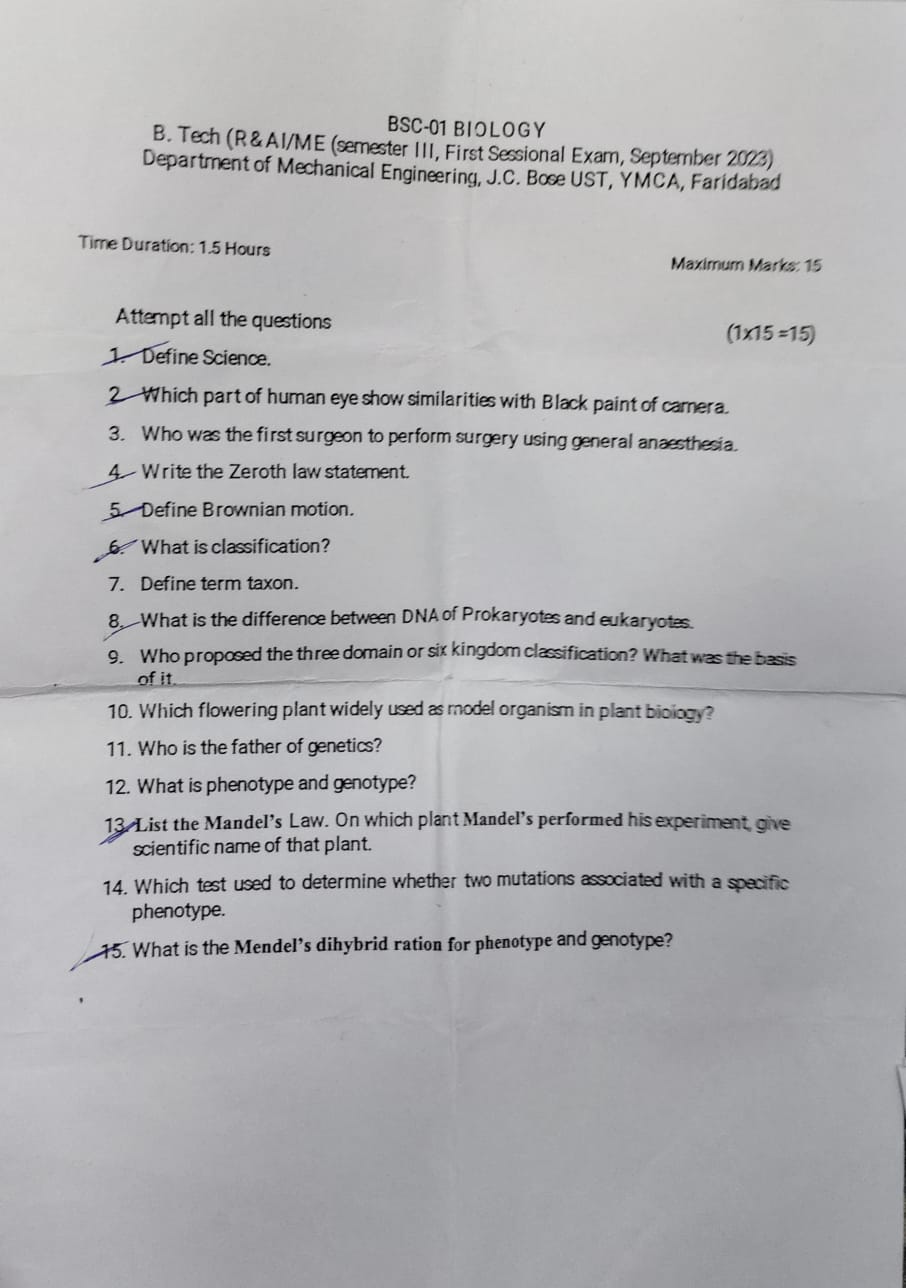 BSC-01 BIOLOGY
B. Tech (R&AI/ME (semester III, First Sessional Exam, September 2023)
Department of Mechanical Engineering, J.C. Bose UST, YMCA, Faridabad
Time Duration: 1.5 Hours
Maximum Marks: 15
Attempt all the questions
(1x15=15)
1. Define Science.
2. Which part of human eye show similarities with Black paint of camera.
3. Who was the first surgeon to perform surgery using general anaesthesia.
4. Write the Zeroth law statement.
5. Define Brownian motion.
6. What is classification?
7. Define term taxon.
8. What is the difference between DNA of Prokaryotes and eukaryotes.
9. Who proposed the three domain or six kingdom classification? What was the basis
of it.
10. Which flowering plant widely used as model organism in plant biology?
11. Who is the father of genetics?
12. What is phenotype and genotype?
13. List the Mandel's Law. On which plant Mandel's performed his experiment, give
scientific name of that plant.
14. Which test used to determine whether two mutations associated with a specific
phenotype.
15. What is the Mendel's dihybrid ration for phenotype and genotype?